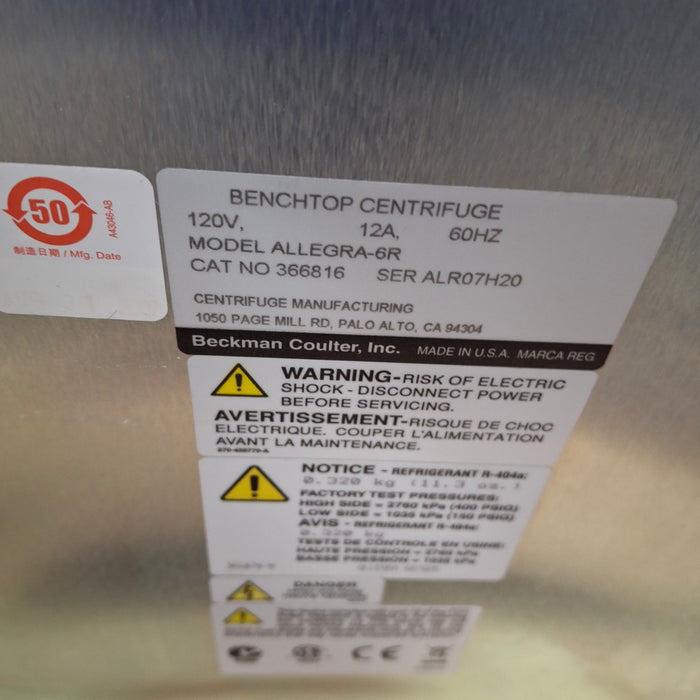 50
A43046-AB
制造日期 / Mfg. Date
BENCHTOP CENTRIFUGE
120V, 12A, 60HZ
MODEL ALLEGRA-6R
CAT NO 366816 SER ALR07H20
CENTRIFUGE MANUFACTURING
1050 PAGE MILL RD, PALO ALTO, CA 94304
Beckman Coulter, Inc. MADE IN U.S.A. MARCA REG
WARNING-RISK OF ELECTRIC
SHOCK - DISCONNECT POWER
BEFORE SERVICING.
AVERTISSEMENT-RISQUE DE CHOC
ELECTRIQUE. COUPER L'ALIMENTATION
AVANT LA MAINTENANCE.
NOTICE - REFRIGERANT R-404a:
0.320 kg (11.3 oz.)
FACTORY TEST PRESSURES:
HIGH SIDE = 2760 kPa (400 PSIG)
LOW SIDE = 1035 kPa (150 PSIG)
AVIS - REFRIGERANT R-404a:
0.320 kg
TESTS DE CONTROLE EN USINE:
HAUTE PRESSION = 2760 kPa
BASSE PRESSION = 1035 kPa
DANGER
CE